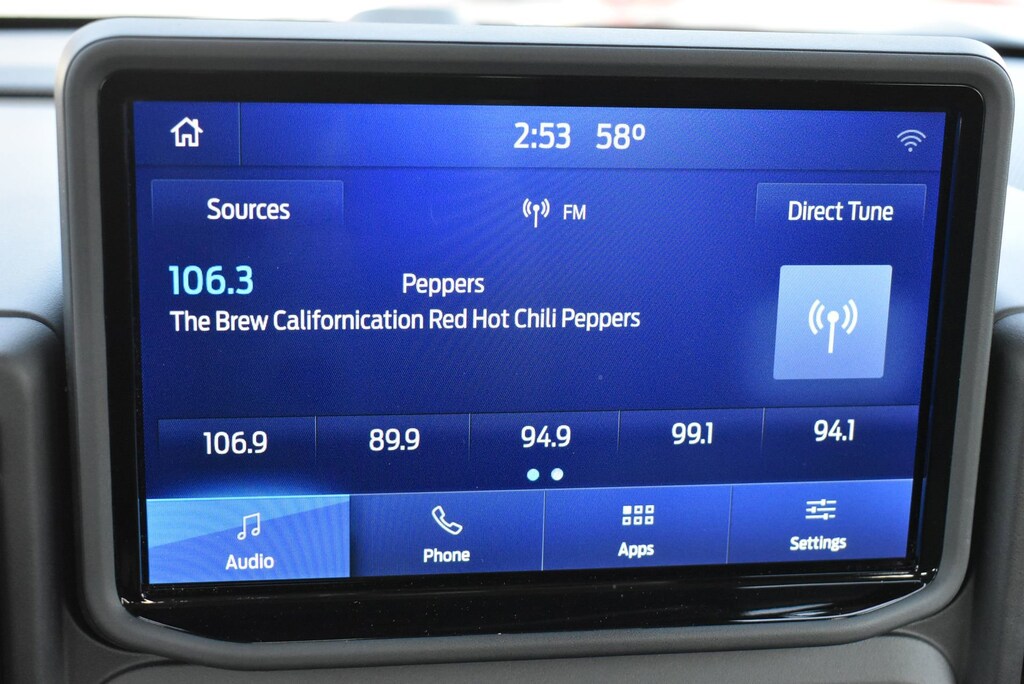 2:53 58º
Sources FM Direct Tune
106.3 Peppers
The Brew Californication Red Hot Chili Peppers
106.9 89.9 94.9 99.1 94.1
Audio Phone Apps Settings